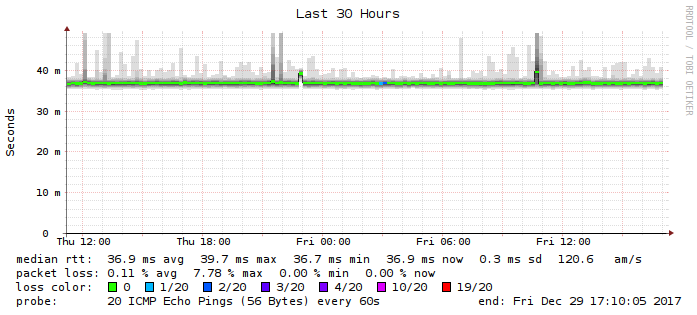 Last 30 Hours
RRDTOOL / TOBI OETIKER
Seconds
40 m
30 m
20 m
10 m
0
Thu 12:00 Thu 18:00 Fri 00:00 Fri 06:00 Fri 12:00
median rtt: 36.9 ms avg 39.7 ms max 36.7 ms min 36.9 ms now 0.3 ms sd 120.6 am/s
packet loss: 0.11 % avg 7.78 % max 0.00 % min 0.00 % now
loss color: 0 1/20 2/20 3/20 4/20 10/20 19/20
probe: 20 ICMP Echo Pings (56 Bytes) every 60s end: Fri Dec 29 17:10:05 2017